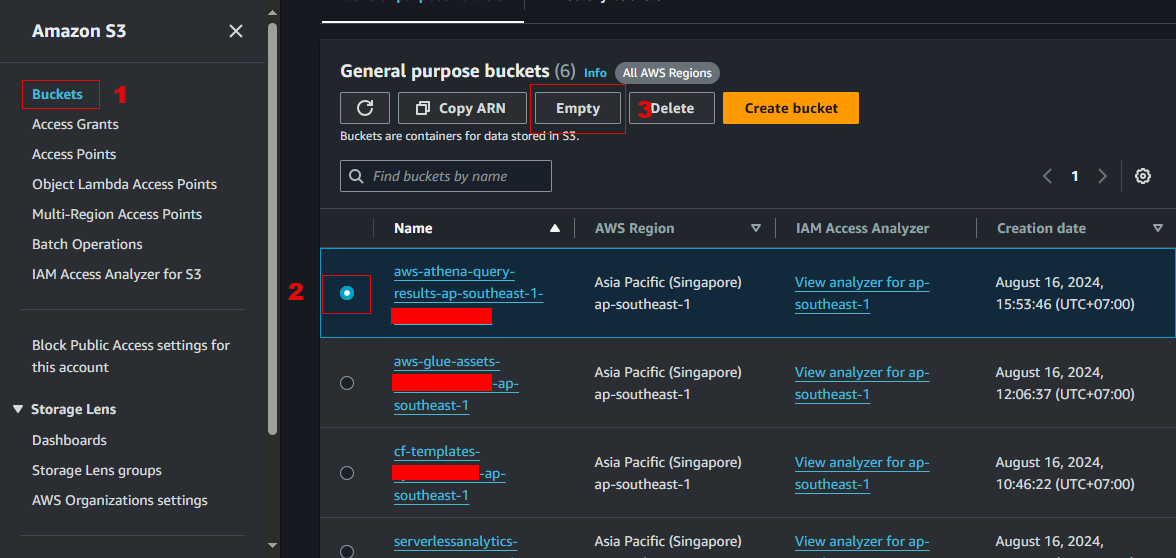 Amazon S3
Buckets
1
Access Grants
Access Points
Object Lambda Access Points
Multi-Region Access Points
Batch Operations
IAM Access Analyzer for S3
Block Public Access settings for
this account
Storage Lens
Dashboards
Storage Lens groups
AWS Organizations settings
General purpose buckets (6) Info All AWS Regions
Copy ARN Empty 3 Delete Create bucket
Buckets are containers for data stored in S3.
Find buckets by name
1
Name AWS Region IAM Access Analyzer Creation date
2
aws-athena-query-
results-ap-southeast-1-
Asia Pacific (Singapore)
ap-southeast-1
View analyzer for ap-
southeast-1
August 16, 2024,
15:53:46 (UTC+07:00)
aws-glue-assets-
-ap-
southeast-1
Asia Pacific (Singapore)
ap-southeast-1
View analyzer for ap-
southeast-1
August 16, 2024,
12:06:37 (UTC+07:00)
cf-templates-
-ap-
southeast-1
Asia Pacific (Singapore)
ap-southeast-1
View analyzer for ap-
southeast-1
August 16, 2024,
10:46:22 (UTC+07:00)
serverlessanalytics-
Asia Pacific (Singapore)
View analyzer for ap-
August 16, 2024,